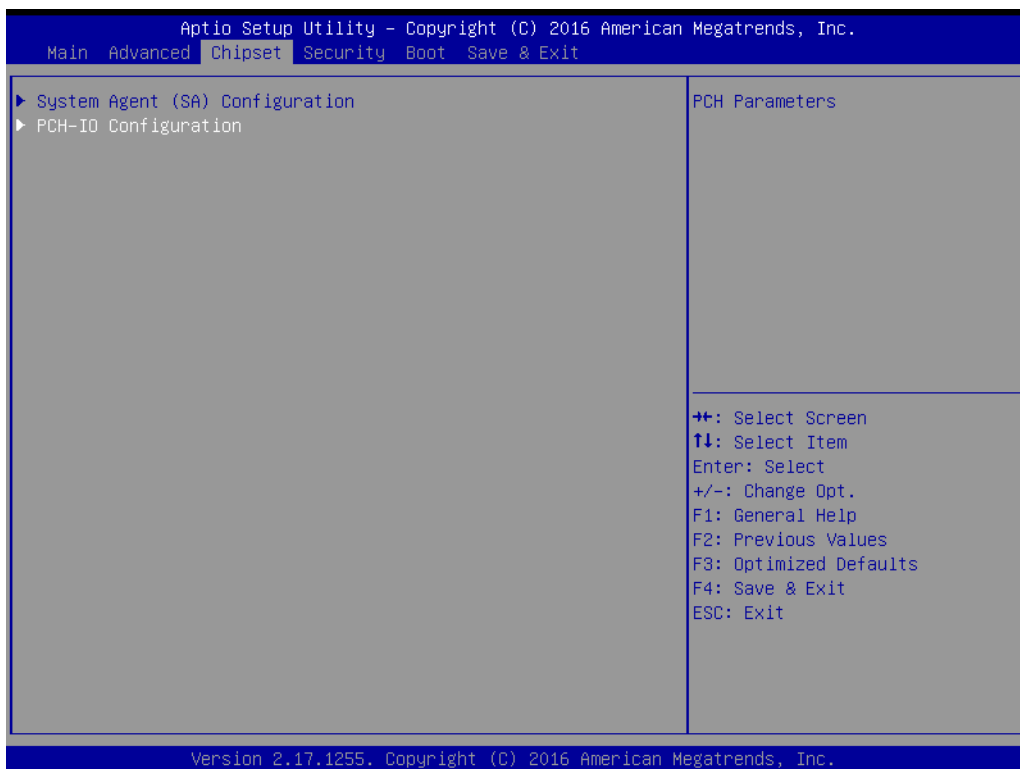 Aptio Setup Utility – Copyright (C) 2016 American Megatrends, Inc.
Main Advanced Chipset Security Boot Save & Exit
▶ System Agent (SA) Configuration
▶ PCH-IO Configuration
PCH Parameters
→←: Select Screen
↑↓: Select Item
Enter: Select
+/-: Change Opt.
F1: General Help
F2: Previous Values
F3: Optimized Defaults
F4: Save & Exit
ESC: Exit
Version 2.17.1255. Copyright (C) 2016 American Megatrends, Inc.